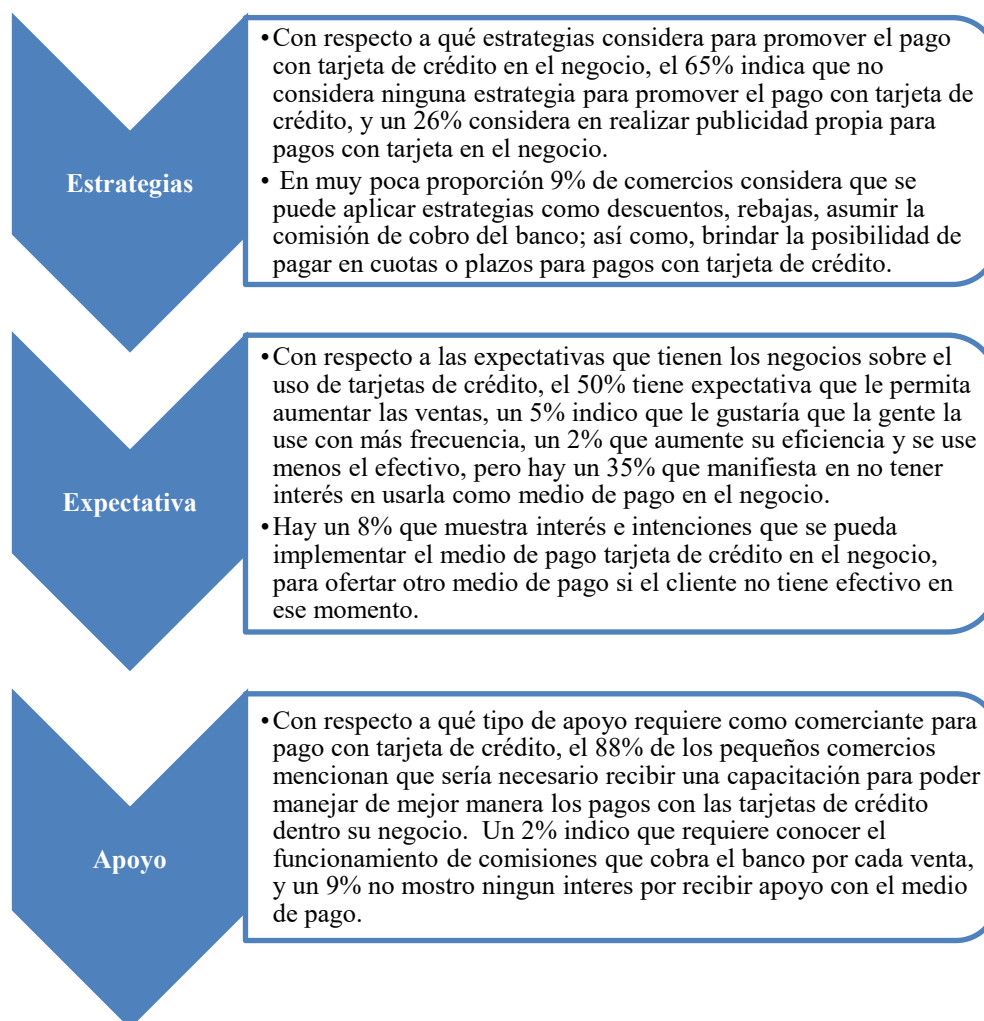 Estrategias
•Con respecto a qué estrategias considera para promover el pago
con tarjeta de crédito en el negocio, el 65% indica que no
considera ninguna estrategia para promover el pago con tarjeta de
crédito, y un 26% considera en realizar publicidad propia para
pagos con tarjeta en el negocio.
• En muy poca proporción 9% de comercios considera que se
puede aplicar estrategias como descuentos, rebajas, asumir la
comisión de cobro del banco; así como, brindar la posibilidad de
pagar en cuotas o plazos para pagos con tarjeta de crédito.
Expectativa
•Con respecto a las expectativas que tienen los negocios sobre el
uso de tarjetas de crédito, el 50% tiene expectativa que le permita
aumentar las ventas, un 5% indico que le gustaría que la gente la
use con más frecuencia, un 2% que aumente su eficiencia y se use
menos el efectivo, pero hay un 35% que manifiesta en no tener
interés en usarla como medio de pago en el negocio.
•Hay un 8% que muestra interés e intenciones que se pueda
implementar el medio de pago tarjeta de crédito en el negocio,
para ofertar otro medio de pago si el cliente no tiene efectivo en
ese momento.
Apoyo
•Con respecto a qué tipo de apoyo requiere como comerciante para
pago con tarjeta de crédito, el 88% de los pequeños comercios
mencionan que sería necesario recibir una capacitación para poder
manejar de mejor manera los pagos con las tarjetas de crédito
dentro su negocio.  Un 2% indico que requiere conocer el
funcionamiento de comisiones que cobra el banco por cada venta,
y un 9% no mostro ningun interes por recibir apoyo con el medio
de pago.